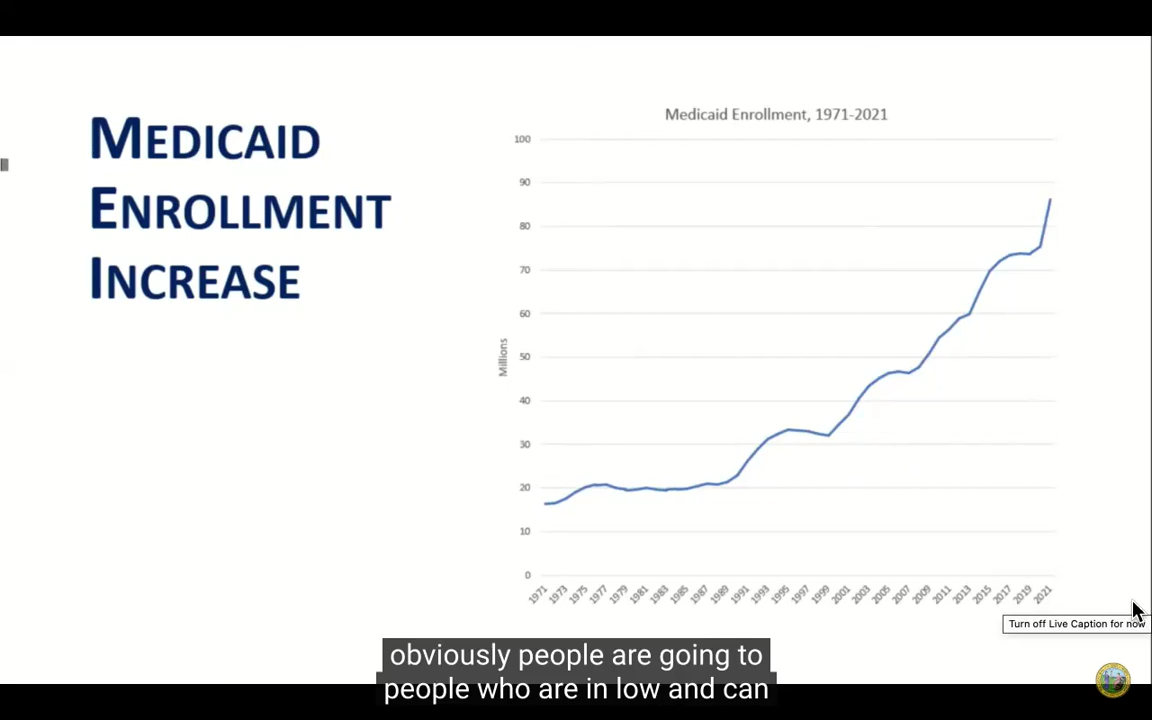 MEDICAID
ENROLLMENT
INCREASE
Medicaid Enrollment, 1971-2021
100
90
80
70
60
50
40
30
20
10
0
Millions
1971 1973 1975 1977 1979 1981 1983 1985 1987 1989 1991 1993 1995 1997 1999 2001 2003 2005 2007 2009 2011 2013 2015 2017 2019 2021
Turn off Live Caption for now
obviously people are going to
people who are in low and can